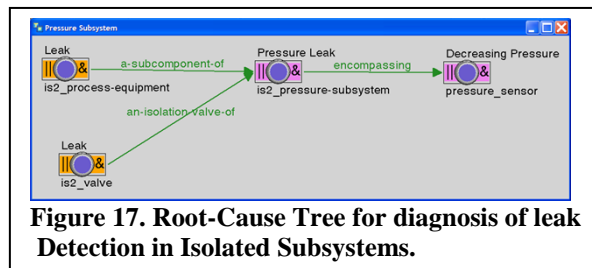 Pressure Subsystem
Leak
Pressure Leak
Decreasing Pressure
a-subcomponent-of
encompassing
&
&
&
is2_process-equipment
is2_pressure-subsystem
pressure_sensor
an-isolation-valve-of
Leak
&
is2_valve
Figure 17. Root-Cause Tree for diagnosis of leak
Detection in Isolated Subsystems.